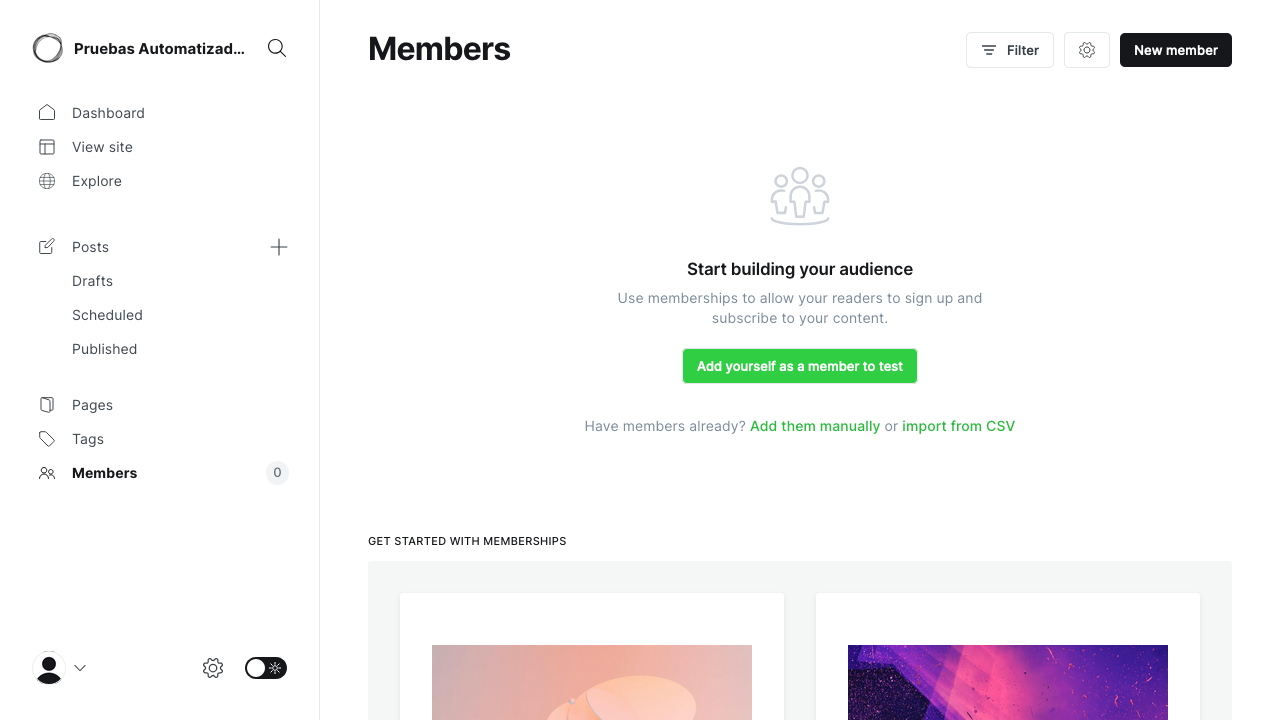 Pruebas Automatizad...
Dashboard
View site
Explore
Posts
Drafts
Scheduled
Published
Pages
Tags
Members
0
Members
Filter
New member
Start building your audience
Use memberships to allow your readers to sign up and
subscribe to your content.
Add yourself as a member to test
Have members already? Add them manually or import from CSV
GET STARTED WITH MEMBERSHIPS